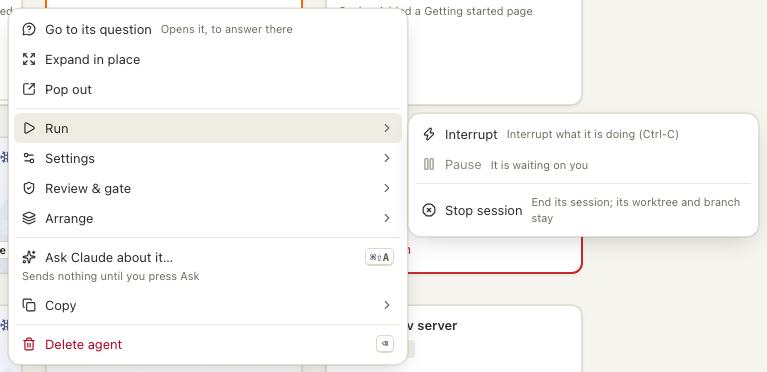 ed
a Getting started page
Go to its question Opens it, to answer there
Expand in place
Pop out
Run
Settings
Review & gate
Arrange
Ask Claude about it... ⌘⇧A
Sends nothing until you press Ask
Copy
Delete agent
Interrupt Interrupt what it is doing (Ctrl-C)
Pause It is waiting on you
Stop session End its session; its worktree and branch
stay
e
n
v server